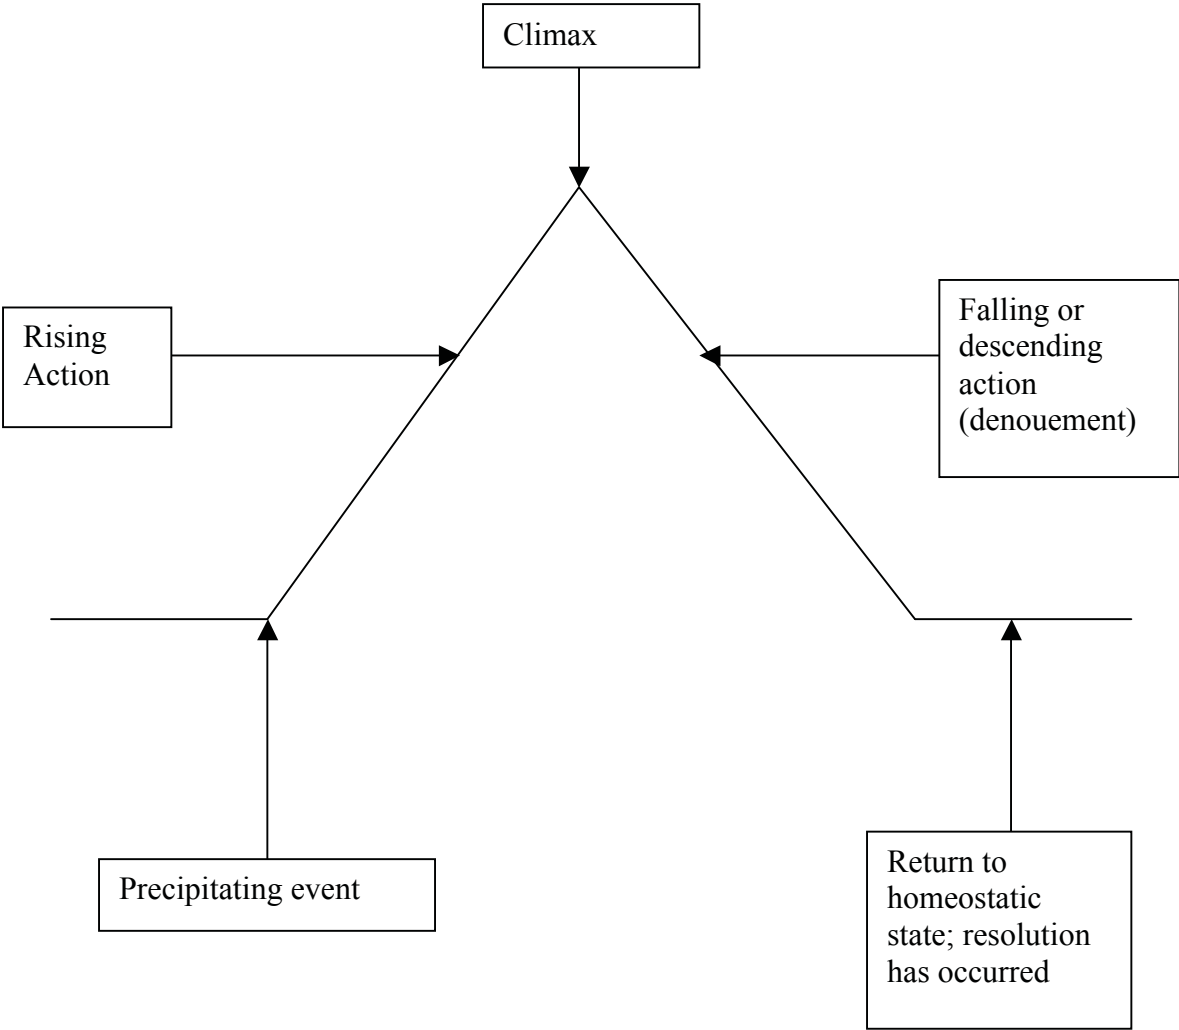 Climax
Rising
Action
Falling or
descending
action
(denouement)
Precipitating event
Return to
homeostatic
state; resolution
has occurred